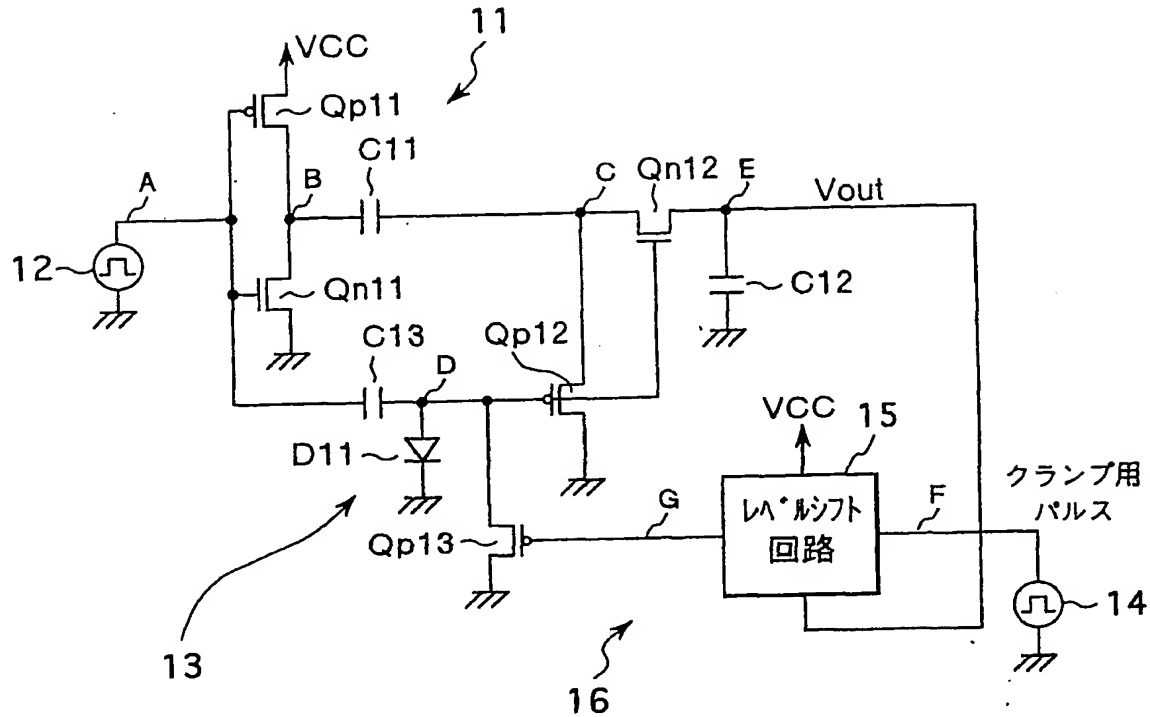 11
VCC
Qp11
C11
A
B
C
Qn12
E
Vout
12
Qn11
C12
C13
Qp12
D
VCC
15
D11
クランプ用
パルス
G
レベルシフト
回路
F
Qp13
14
13
16